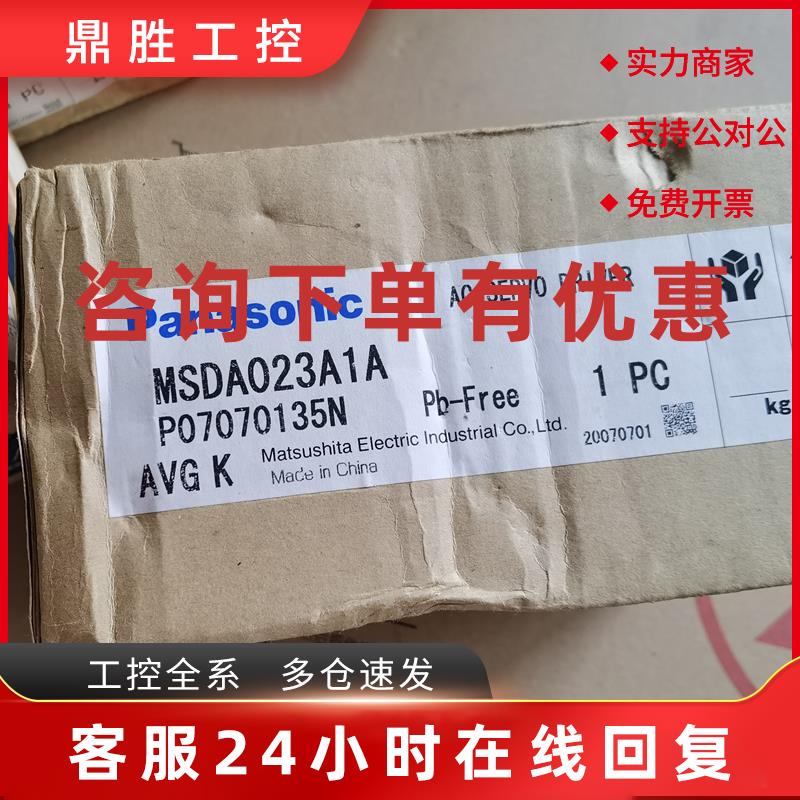 鼎胜工控
实力商家
支持公对公
免费开票
咨询下单有优惠
Panasonic
AC SERVO DRIVER
MSDA023A1A
P07070135N
Pb-Free
1 PC
AVG K
Matsushita Electric Industrial Co.,Ltd.
Made in China
20070701
kg
工控全系 多仓速发
客服24小时在线回复